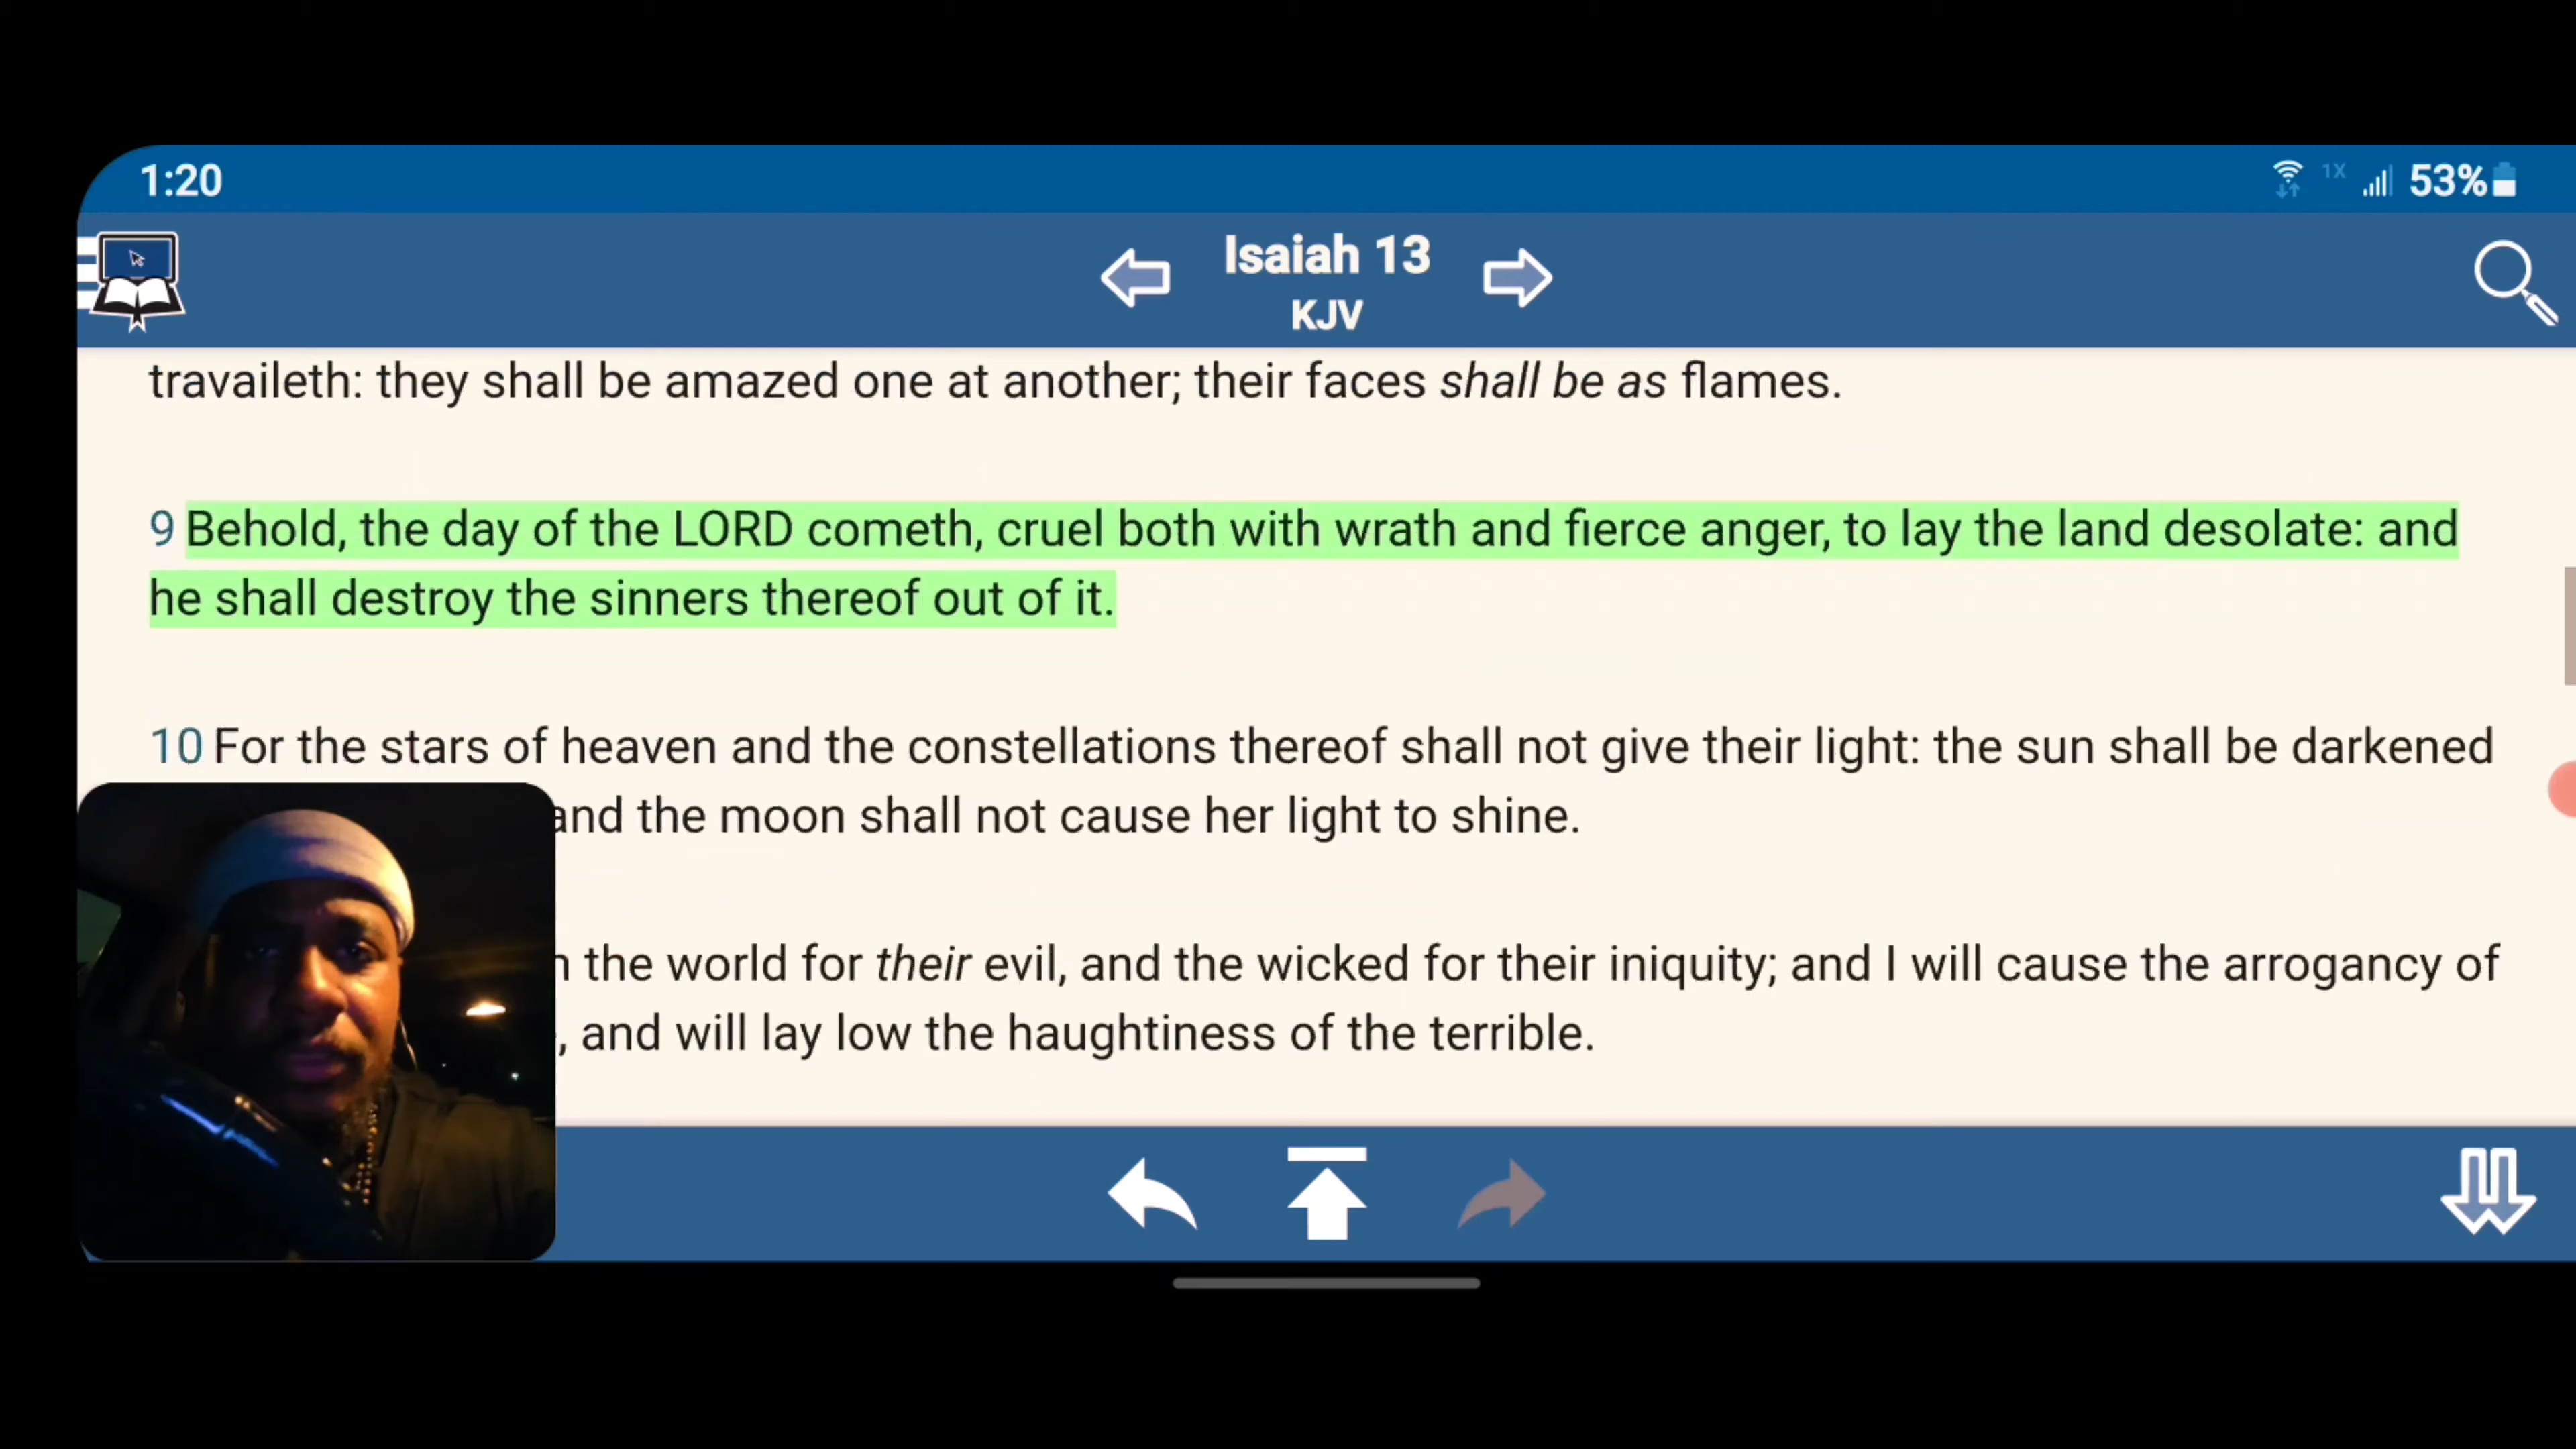 1:20
1X
53%
Isaiah 13
KJV
travaileth: they shall be amazed one at another; their faces shall be as flames.
9 Behold, the day of the LORD cometh, cruel both with wrath and fierce anger, to lay the land desolate: and
he shall destroy the sinners thereof out of it.
10 For the stars of heaven and the constellations thereof shall not give their light: the sun shall be darkened
and the moon shall not cause her light to shine.
the world for their evil, and the wicked for their iniquity; and I will cause the arrogancy of
, and will lay low the haughtiness of the terrible.